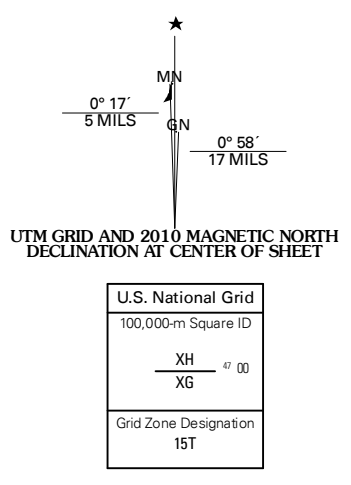 ★
MN
0° 17´
5 MILS
GN
0° 58´
17 MILS
UTM GRID AND 2010 MAGNETIC NORTH
DECLINATION AT CENTER OF SHEET
U.S. National Grid
100,000-m Square ID
XH
47 00
XG
Grid Zone Designation
15T